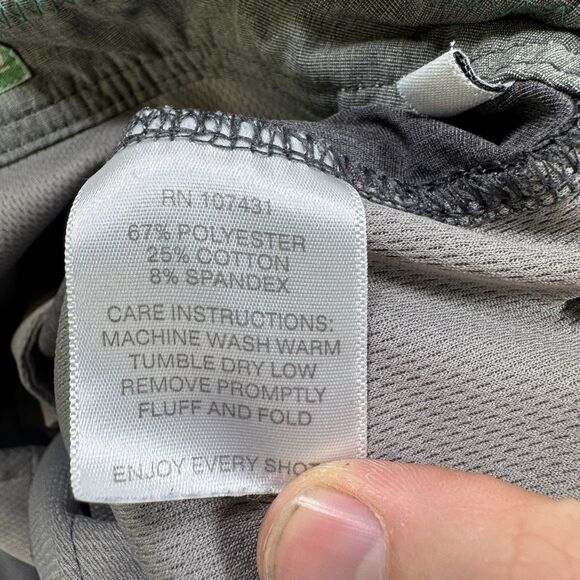 RN 107431
67% POLYESTER
25% COTTON
8% SPANDEX
CARE INSTRUCTIONS:
MACHINE WASH WARM
TUMBLE DRY LOW
REMOVE PROMPTLY
FLUFF AND FOLD
ENJOY EVERY